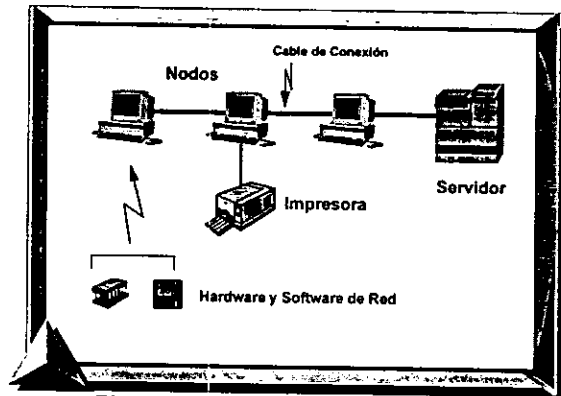 Cable de Conexión
Nodos
Servidor
Impresora
Hardware y Software de Red